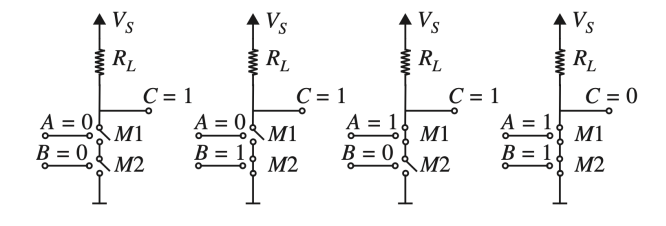 V_S V_S V_S V_S
R_L R_L R_L R_L
C = 1 C = 1 C = 1 C = 0
A = 0 M1 A = 0 M1 A = 1 M1 A = 1 M1
B = 0 M2 B = 1 M2 B = 0 M2 B = 1 M2